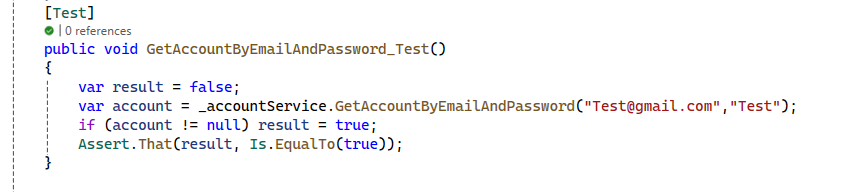 [Test]
| 0 references
public void GetAccountByEmailAndPassword_Test()
{
var result = false;
var account = _accountService.GetAccountByEmailAndPassword("Test@gmail.com","Test");
if (account != null) result = true;
Assert.That(result, Is.EqualTo(true));
}